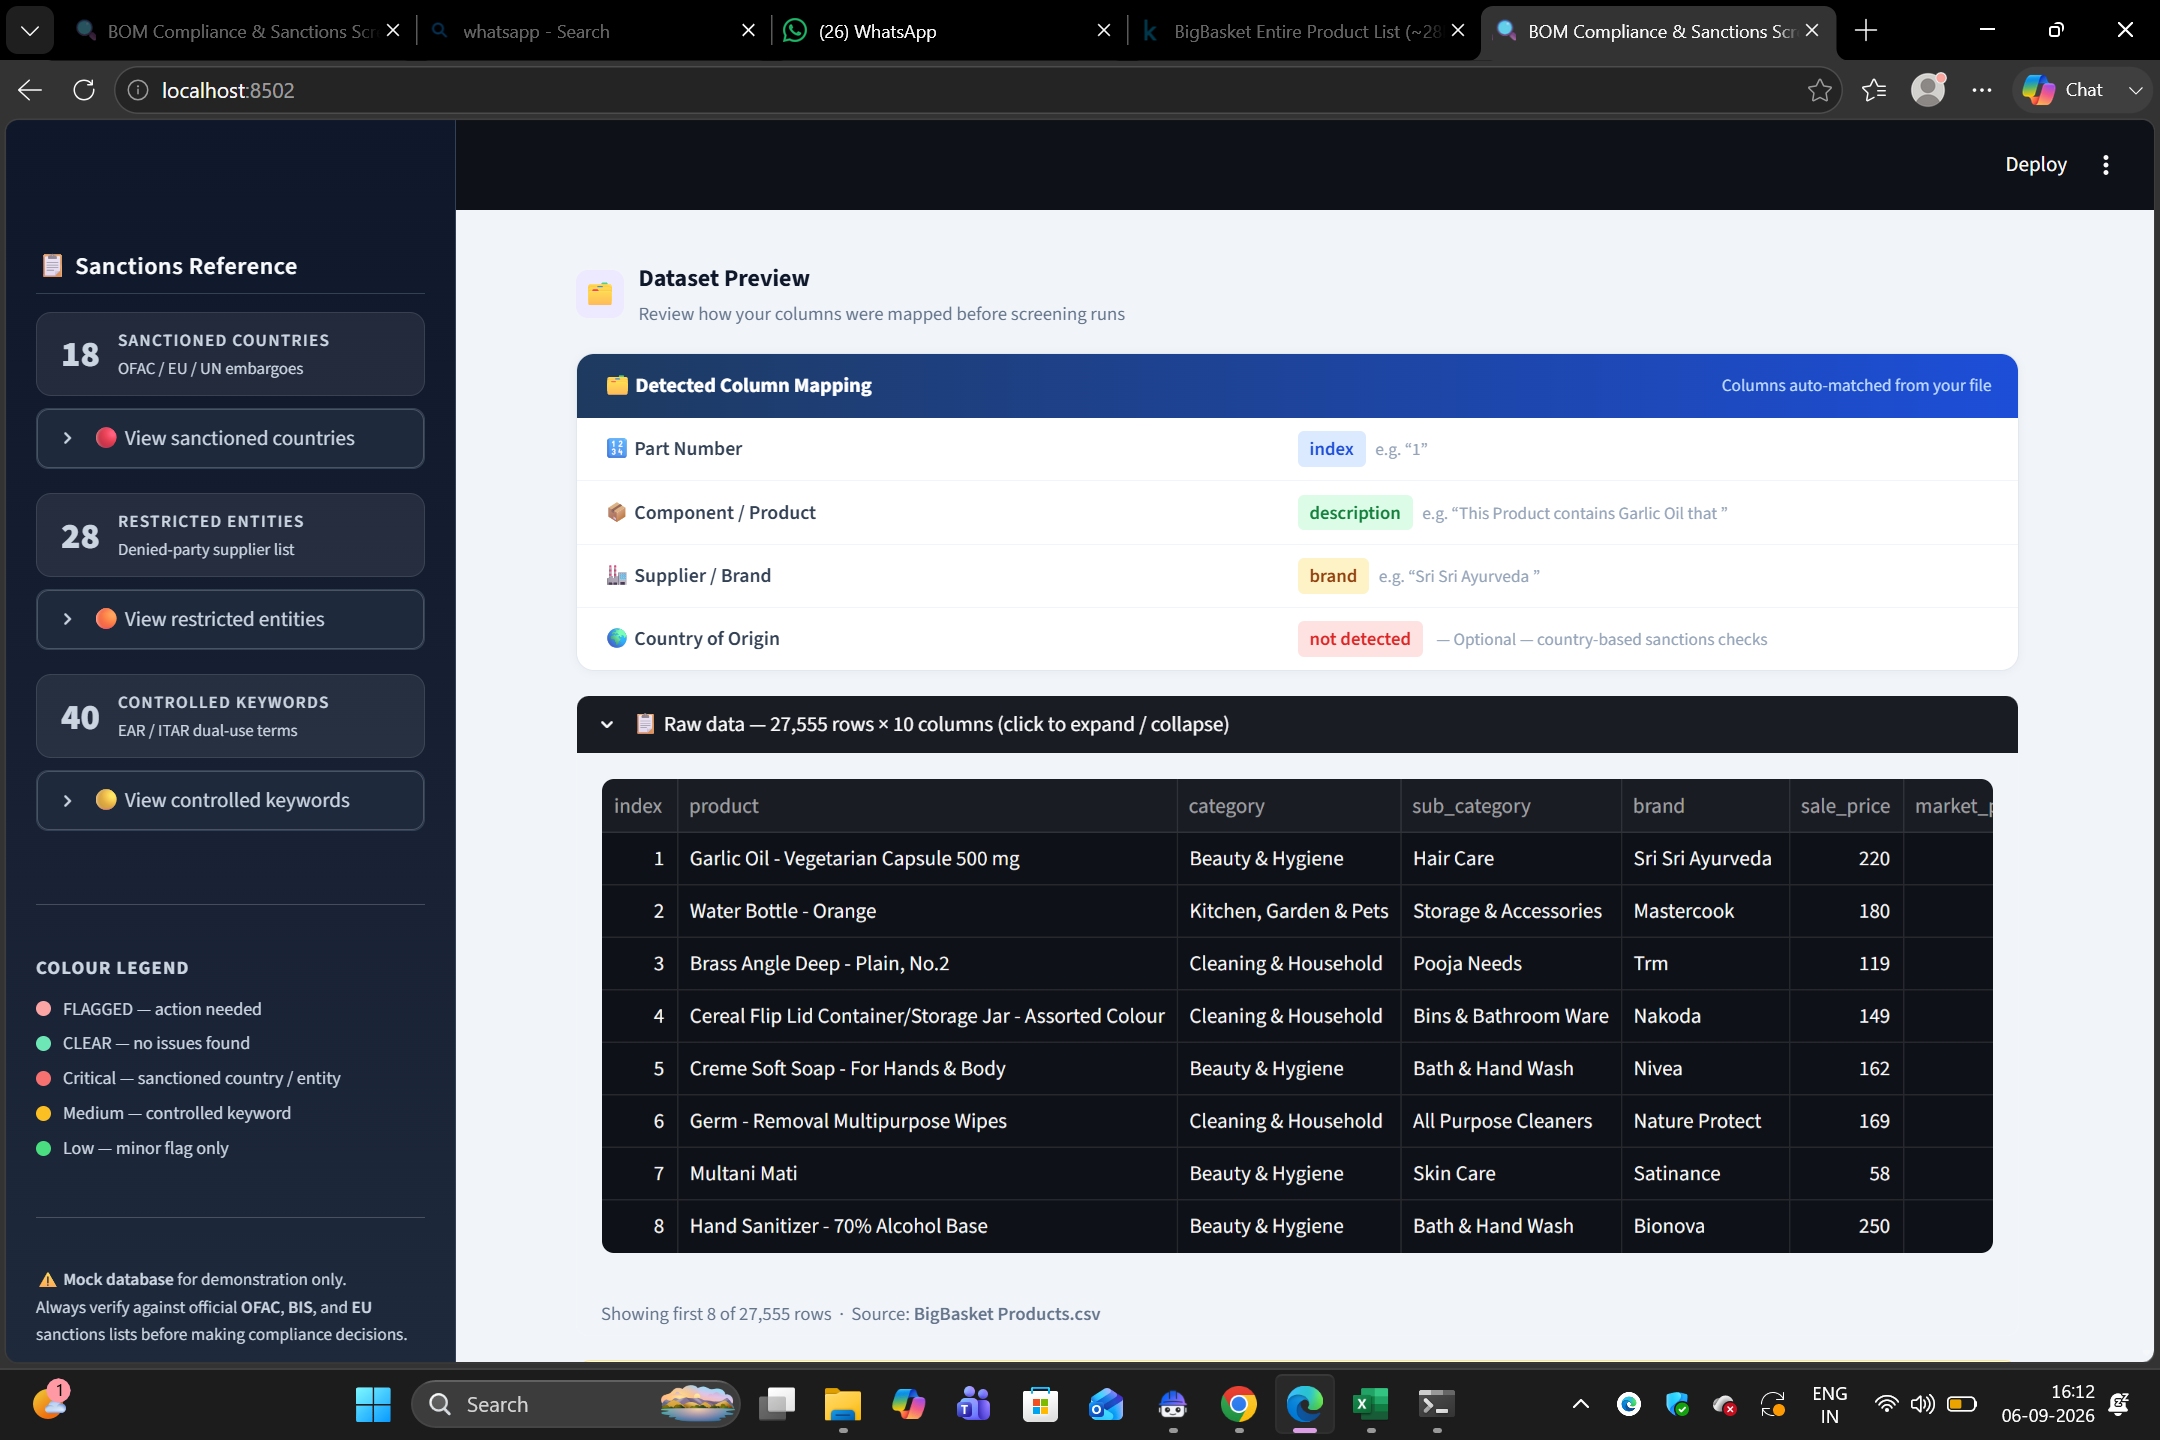 BOM Compliance & Sanctions Scr
whatsapp - Search
(26) WhatsApp
BigBasket Entire Product List (~28
BOM Compliance & Sanctions Scr
localhost:8502
Chat
Deploy
📋 Sanctions Reference
18
SANCTIONED COUNTRIES
OFAC / EU / UN embargoes
View sanctioned countries
28
RESTRICTED ENTITIES
Denied-party supplier list
View restricted entities
40
CONTROLLED KEYWORDS
EAR / ITAR dual-use terms
View controlled keywords
COLOUR LEGEND
FLAGGED — action needed
CLEAR — no issues found
Critical — sanctioned country / entity
Medium — controlled keyword
Low — minor flag only
⚠️ Mock database for demonstration only.
Always verify against official OFAC, BIS, and EU
sanctions lists before making compliance decisions.
Dataset Preview
Review how your columns were mapped before screening runs
Detected Column Mapping
Columns auto-matched from your file
Part Number index e.g. “1”
Component / Product description e.g. “This Product contains Garlic Oil that ”
Supplier / Brand brand e.g. “Sri Sri Ayurveda ”
Country of Origin not detected — Optional — country-based sanctions checks
Raw data — 27,555 rows × 10 columns (click to expand / collapse)
index product category sub_category brand sale_price market_p
1 Garlic Oil - Vegetarian Capsule 500 mg Beauty & Hygiene Hair Care Sri Sri Ayurveda 220
2 Water Bottle - Orange Kitchen, Garden & Pets Storage & Accessories Mastercook 180
3 Brass Angle Deep - Plain, No.2 Cleaning & Household Pooja Needs Trm 119
4 Cereal Flip Lid Container/Storage Jar - Assorted Colour Cleaning & Household Bins & Bathroom Ware Nakoda 149
5 Creme Soft Soap - For Hands & Body Beauty & Hygiene Bath & Hand Wash Nivea 162
6 Germ - Removal Multipurpose Wipes Cleaning & Household All Purpose Cleaners Nature Protect 169
7 Multani Mati Beauty & Hygiene Skin Care Satinance 58
8 Hand Sanitizer - 70% Alcohol Base Beauty & Hygiene Bath & Hand Wash Bionova 250
Showing first 8 of 27,555 rows · Source: BigBasket Products.csv
1
Search
ENG
IN
16:12
06-09-2026